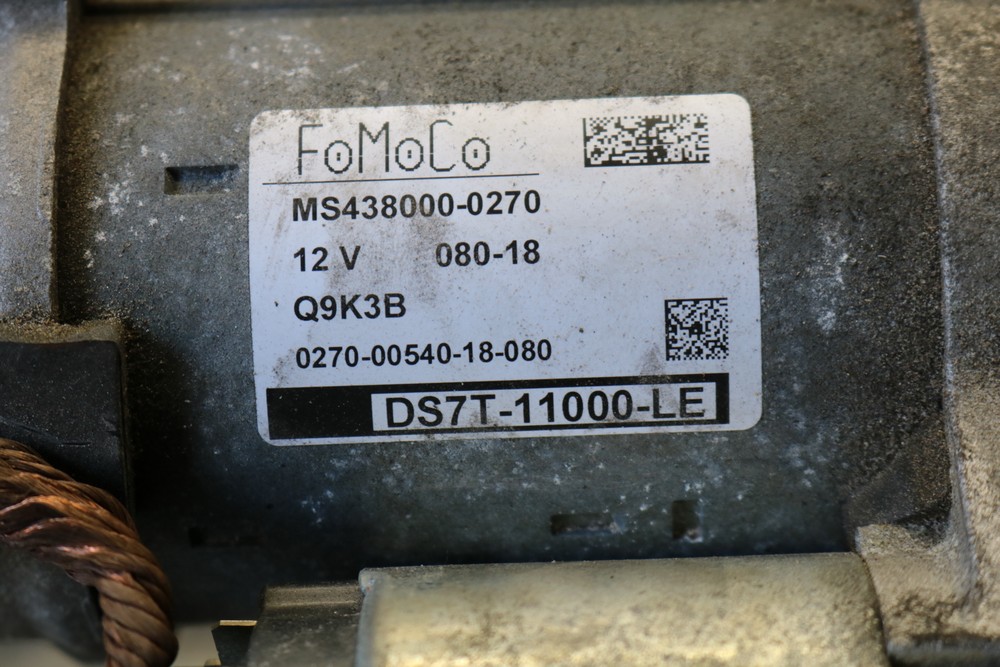 FoMoCo
MS438000-0270
12 V 080-18
Q9K3B
0270-00540-18-080
DS7T-11000-LE